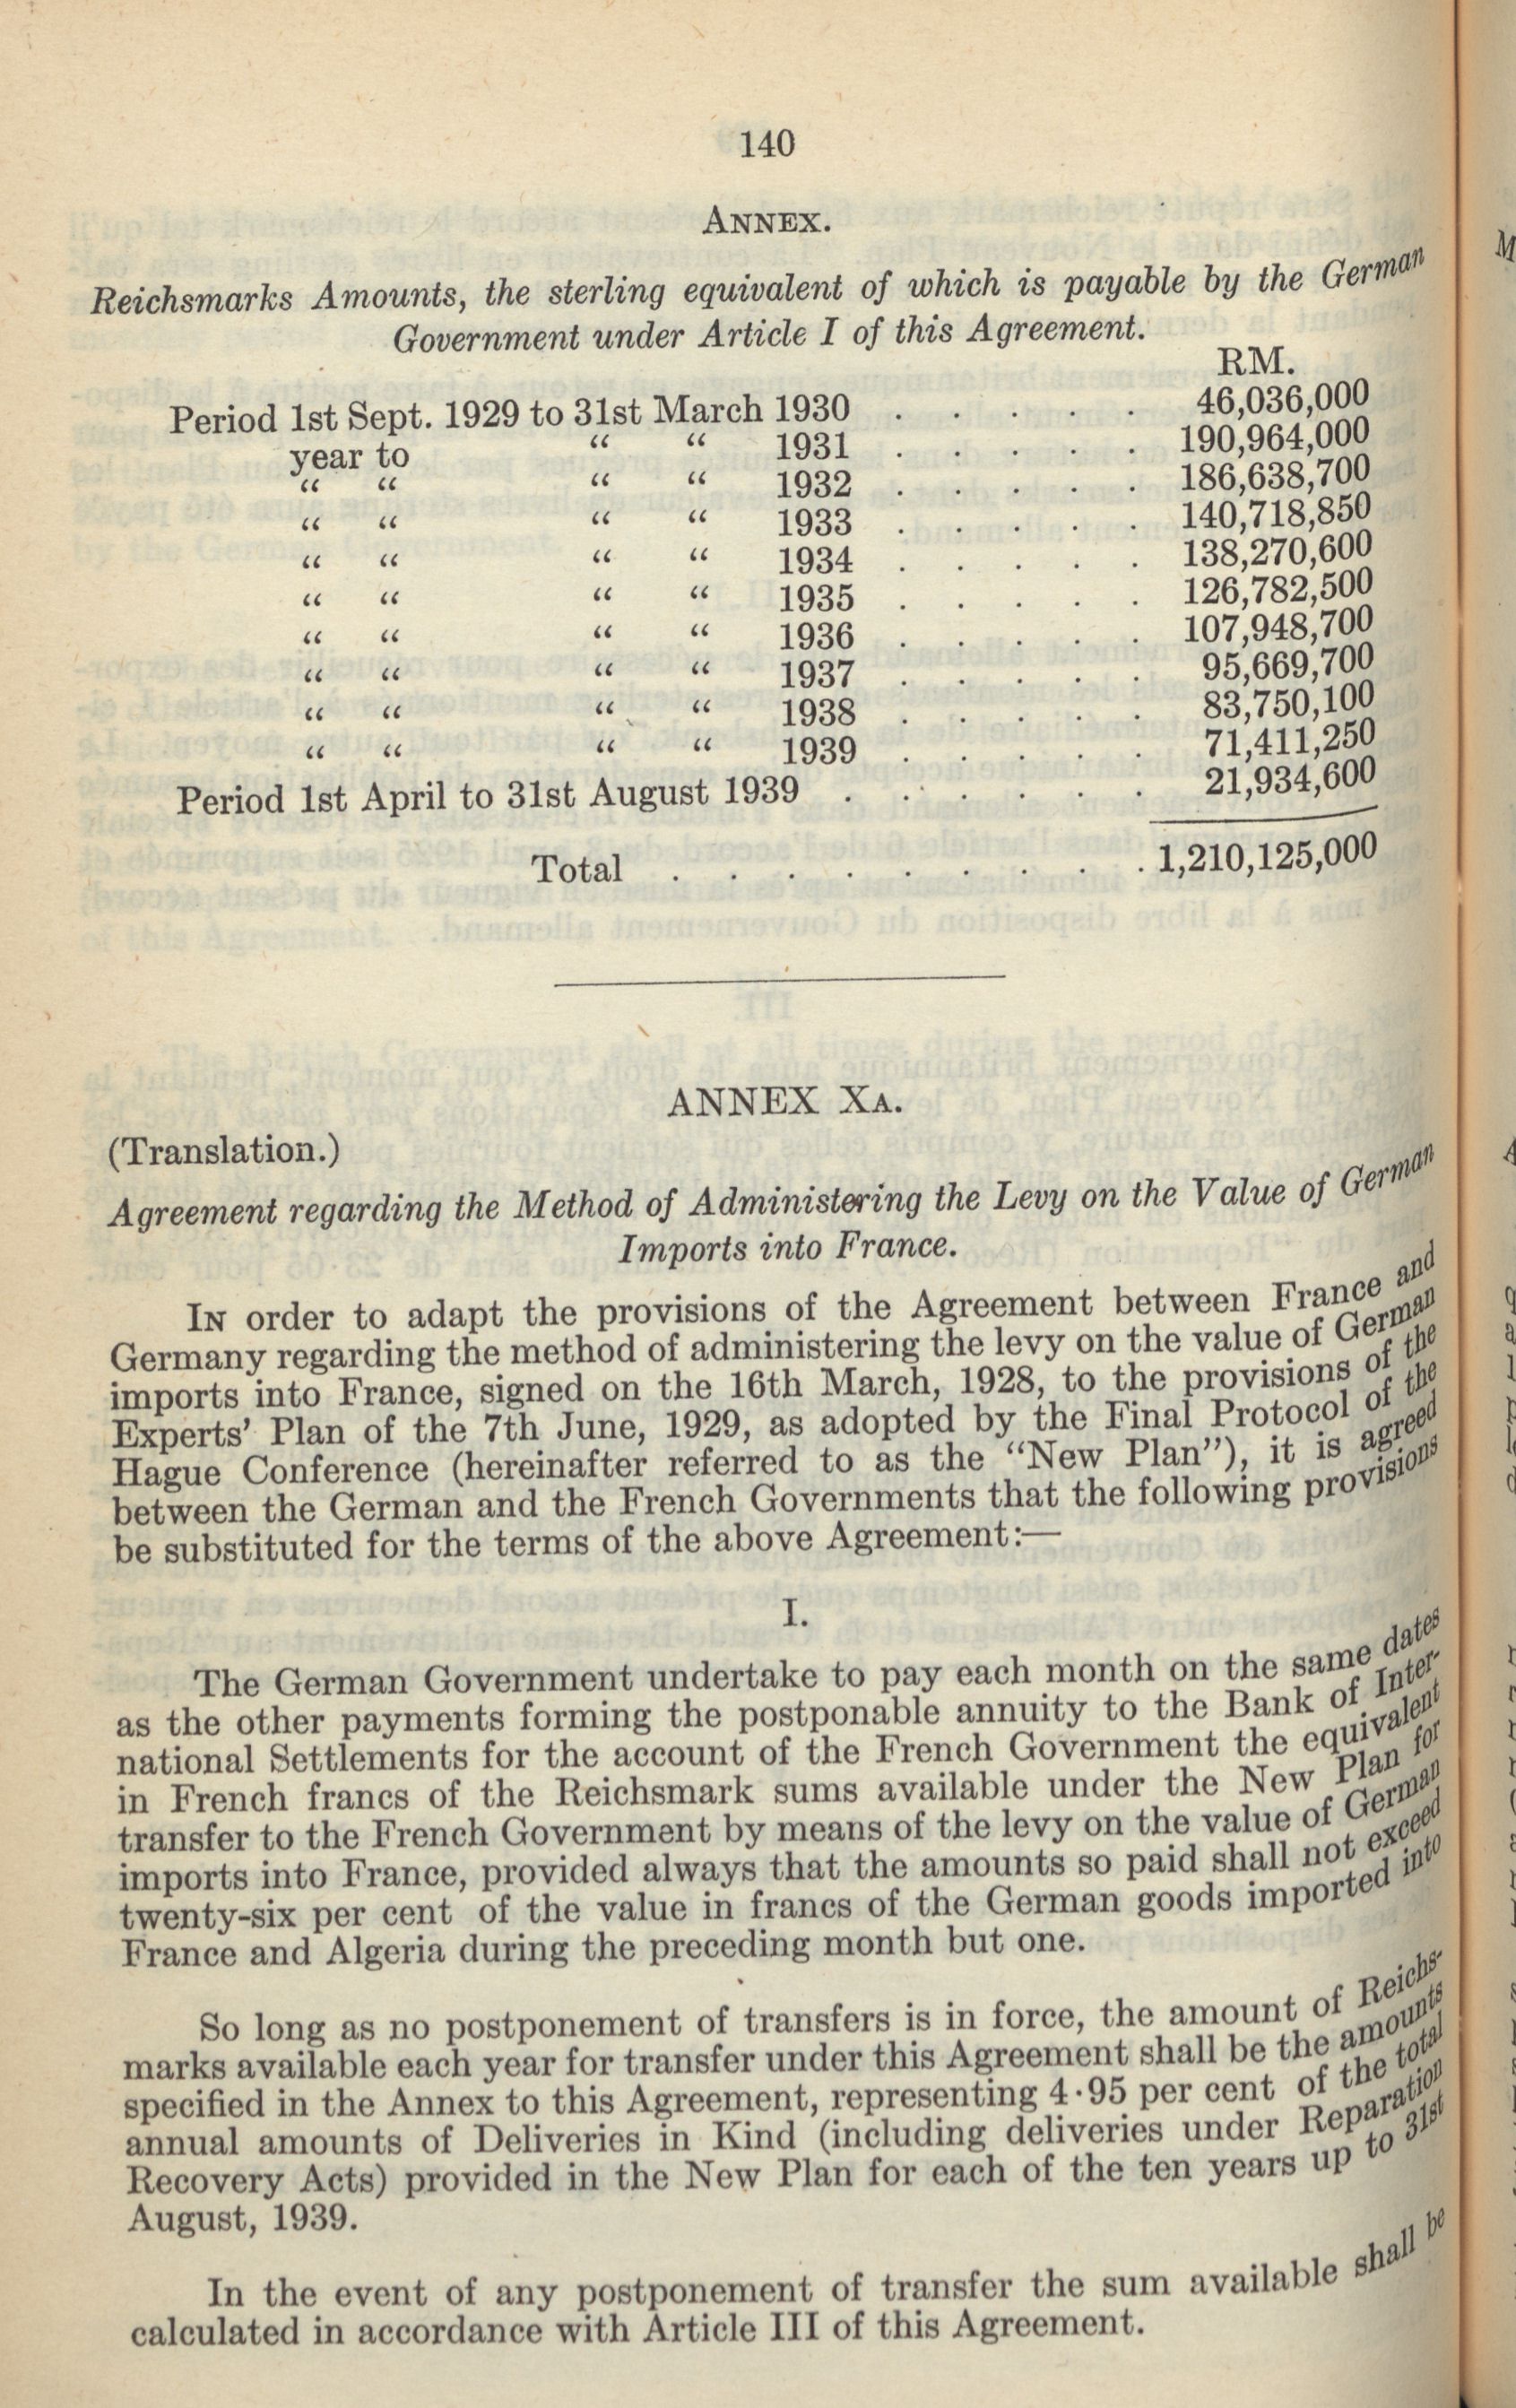 140
ANNEX.
Reichsmarks Amounts, the sterling equivalent of which is payable by the German
Government under Article I of this Agreement.
RM.
Period 1st Sept. 1929 to 31st March 1930 . . . . . 46,036,000
year to “ “ 1931 . . . . . 190,964,000
“ “ “ “ 1932 . . . . . 186,638,700
“ “ “ “ 1933 . . . . . 140,718,850
“ “ “ “ 1934 . . . . . 138,270,600
“ “ “ “ 1935 . . . . . 126,782,500
“ “ “ “ 1936 . . . . . 107,948,700
“ “ “ “ 1937 . . . . . 95,669,700
“ “ “ “ 1938 . . . . . 83,750,100
“ “ “ “ 1939 . . . . . 71,411,250
Period 1st April to 31st August 1939 . . . . . . 21,934,600
Total . . . . . . . . . 1,210,125,000
ANNEX XA.
(Translation.)
Agreement regarding the Method of Administering the Levy on the Value of German
Imports into France.
IN order to adapt the provisions of the Agreement between France and
Germany regarding the method of administering the levy on the value of German
imports into France, signed on the 16th March, 1928, to the provisions of the
Experts' Plan of the 7th June, 1929, as adopted by the Final Protocol of the
Hague Conference (hereinafter referred to as the “New Plan”), it is agreed
between the German and the French Governments that the following provisions
be substituted for the terms of the above Agreement:—
I.
The German Government undertake to pay each month on the same dates
as the other payments forming the postponable annuity to the Bank of Inter-
national Settlements for the account of the French Government the equivalent
in French francs of the Reichsmark sums available under the New Plan for
transfer to the French Government by means of the levy on the value of German
imports into France, provided always that the amounts so paid shall not exceed
twenty-six per cent of the value in francs of the German goods imported into
France and Algeria during the preceding month but one.
So long as no postponement of transfers is in force, the amount of Reichs-
marks available each year for transfer under this Agreement shall be the amounts
specified in the Annex to this Agreement, representing 4·95 per cent of the total
annual amounts of Deliveries in Kind (including deliveries under Reparation
Recovery Acts) provided in the New Plan for each of the ten years up to 31st
August, 1939.
In the event of any postponement of transfer the sum available shall be
calculated in accordance with Article III of this Agreement.